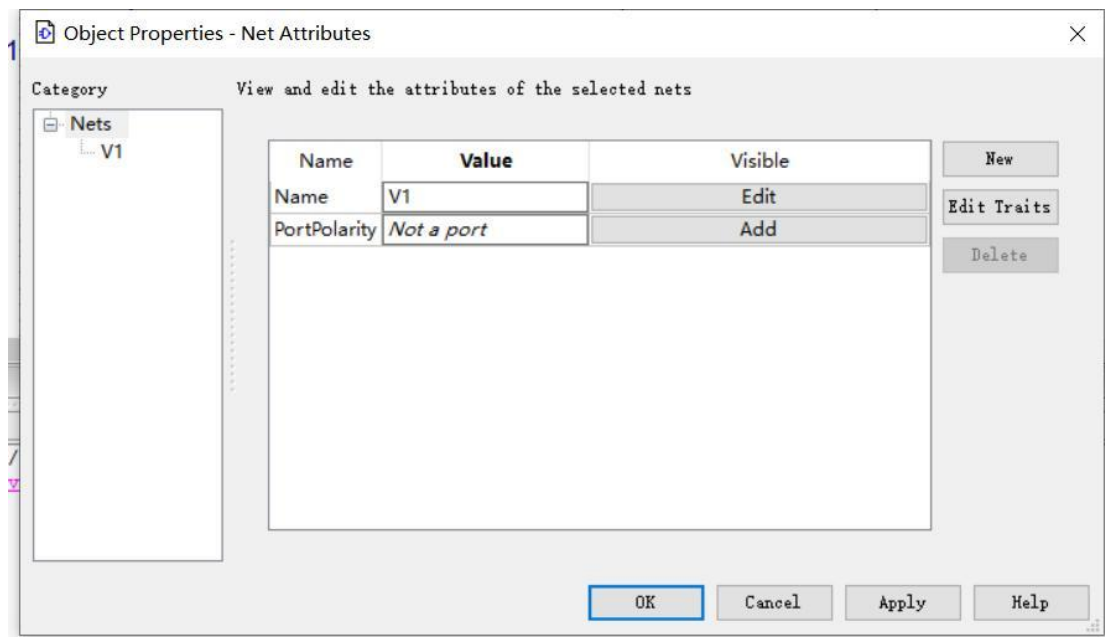 Object Properties - Net Attributes
1
Category
View and edit the attributes of the selected nets
Nets
V1
Name Value Visible
Name V1 Edit
PortPolarity Not a port Add
New
Edit Traits
Delete
/
v
OK Cancel Apply Help